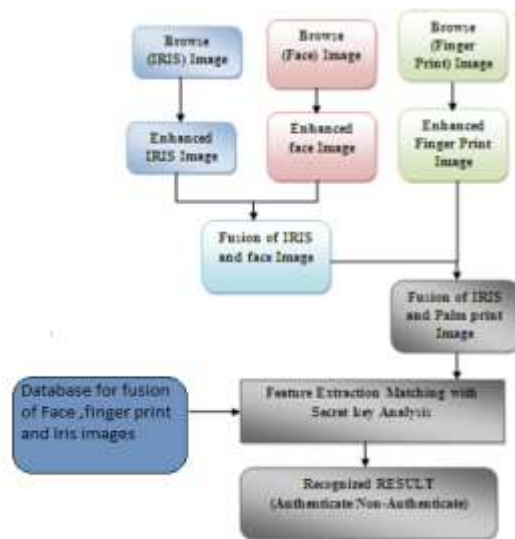 Browse
(IRIS) Image
Browse
(Face) Image
Browse
(Finger
Print) Image
Enhanced
IRIS Image
Enhanced
face Image
Enhanced
Finger Print
Image
Fusion of IRIS
and face Image
Fusion of IRIS
and Palm print
Image
Database for fusion
of Face ,finger print
and Iris images
Feature Extraction Matching with
Secret key Analysis
Recognized RESULT
(Authenticate/Non-Authenticate)